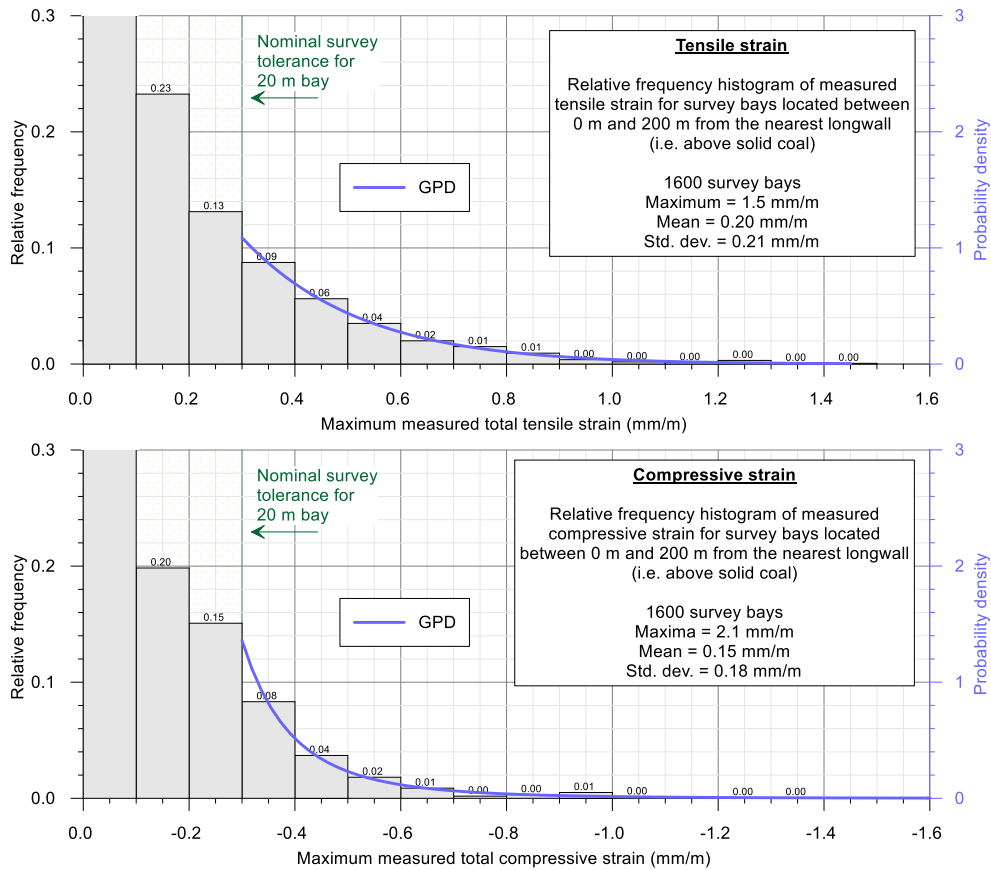 0.3
3
Nominal survey
tolerance for
20 m bay
Tensile strain
Relative frequency histogram of measured
tensile strain for survey bays located between
0 m and 200 m from the nearest longwall
(i.e. above solid coal)
1600 survey bays
Maximum = 1.5 mm/m
Mean = 0.20 mm/m
Std. dev. = 0.21 mm/m
0.23
0.2
2
GPD
Relative frequency
Probability density
0.13
0.1
1
0.09
0.06
0.04
0.02
0.01
0.01
0.00
0.00
0.00
0.00
0.00
0.00
0.0
0
0.0 0.2 0.4 0.6 0.8 1.0 1.2 1.4 1.6
Maximum measured total tensile strain (mm/m)
0.3
3
Nominal survey
tolerance for
20 m bay
Compressive strain
Relative frequency histogram of measured
compressive strain for survey bays located
between 0 m and 200 m from the nearest longwall
(i.e. above solid coal)
1600 survey bays
Maxima = 2.1 mm/m
Mean = 0.15 mm/m
Std. dev. = 0.18 mm/m
0.20
0.2
2
GPD
Relative frequency
Probability density
0.15
0.1
1
0.08
0.04
0.02
0.01
0.00
0.00
0.01
0.00
0.00
0.00
0.0
0
0.0 -0.2 -0.4 -0.6 -0.8 -1.0 -1.2 -1.4 -1.6
Maximum measured total compressive strain (mm/m)